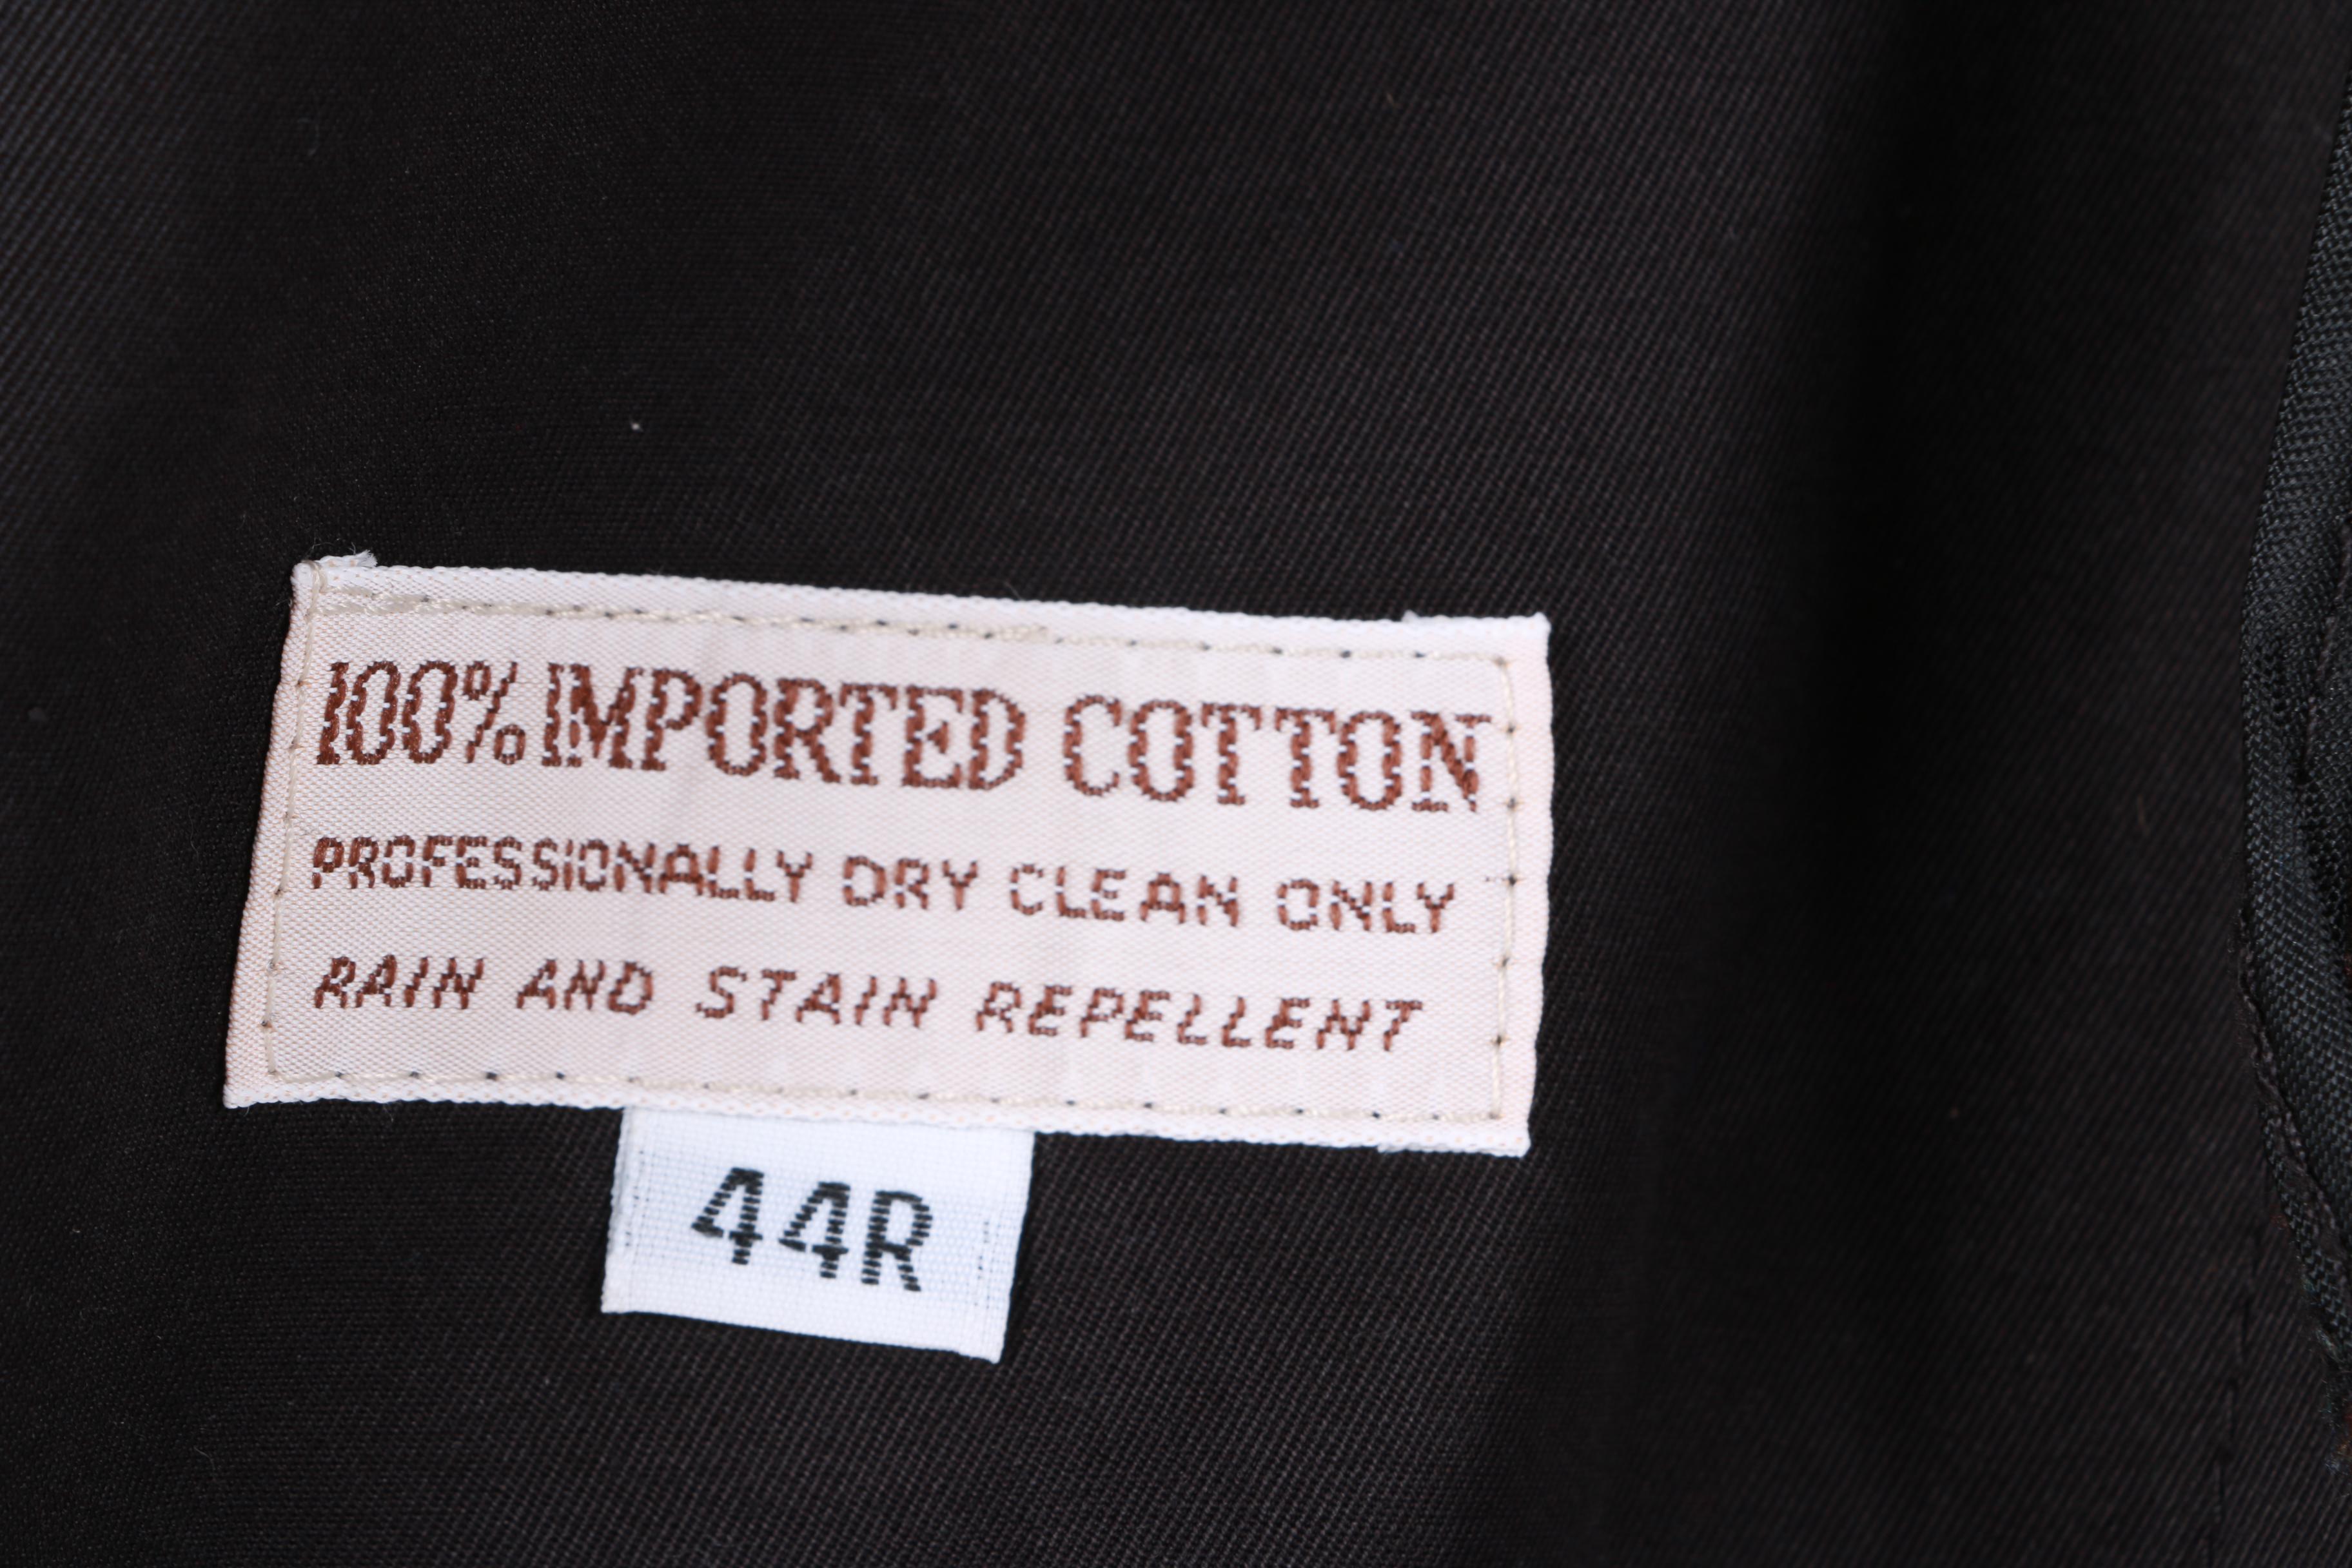 100% IMPORTED COTTON
PROFESSIONALLY DRY CLEAN ONLY
RAIN AND STAIN REPELLENT
44R